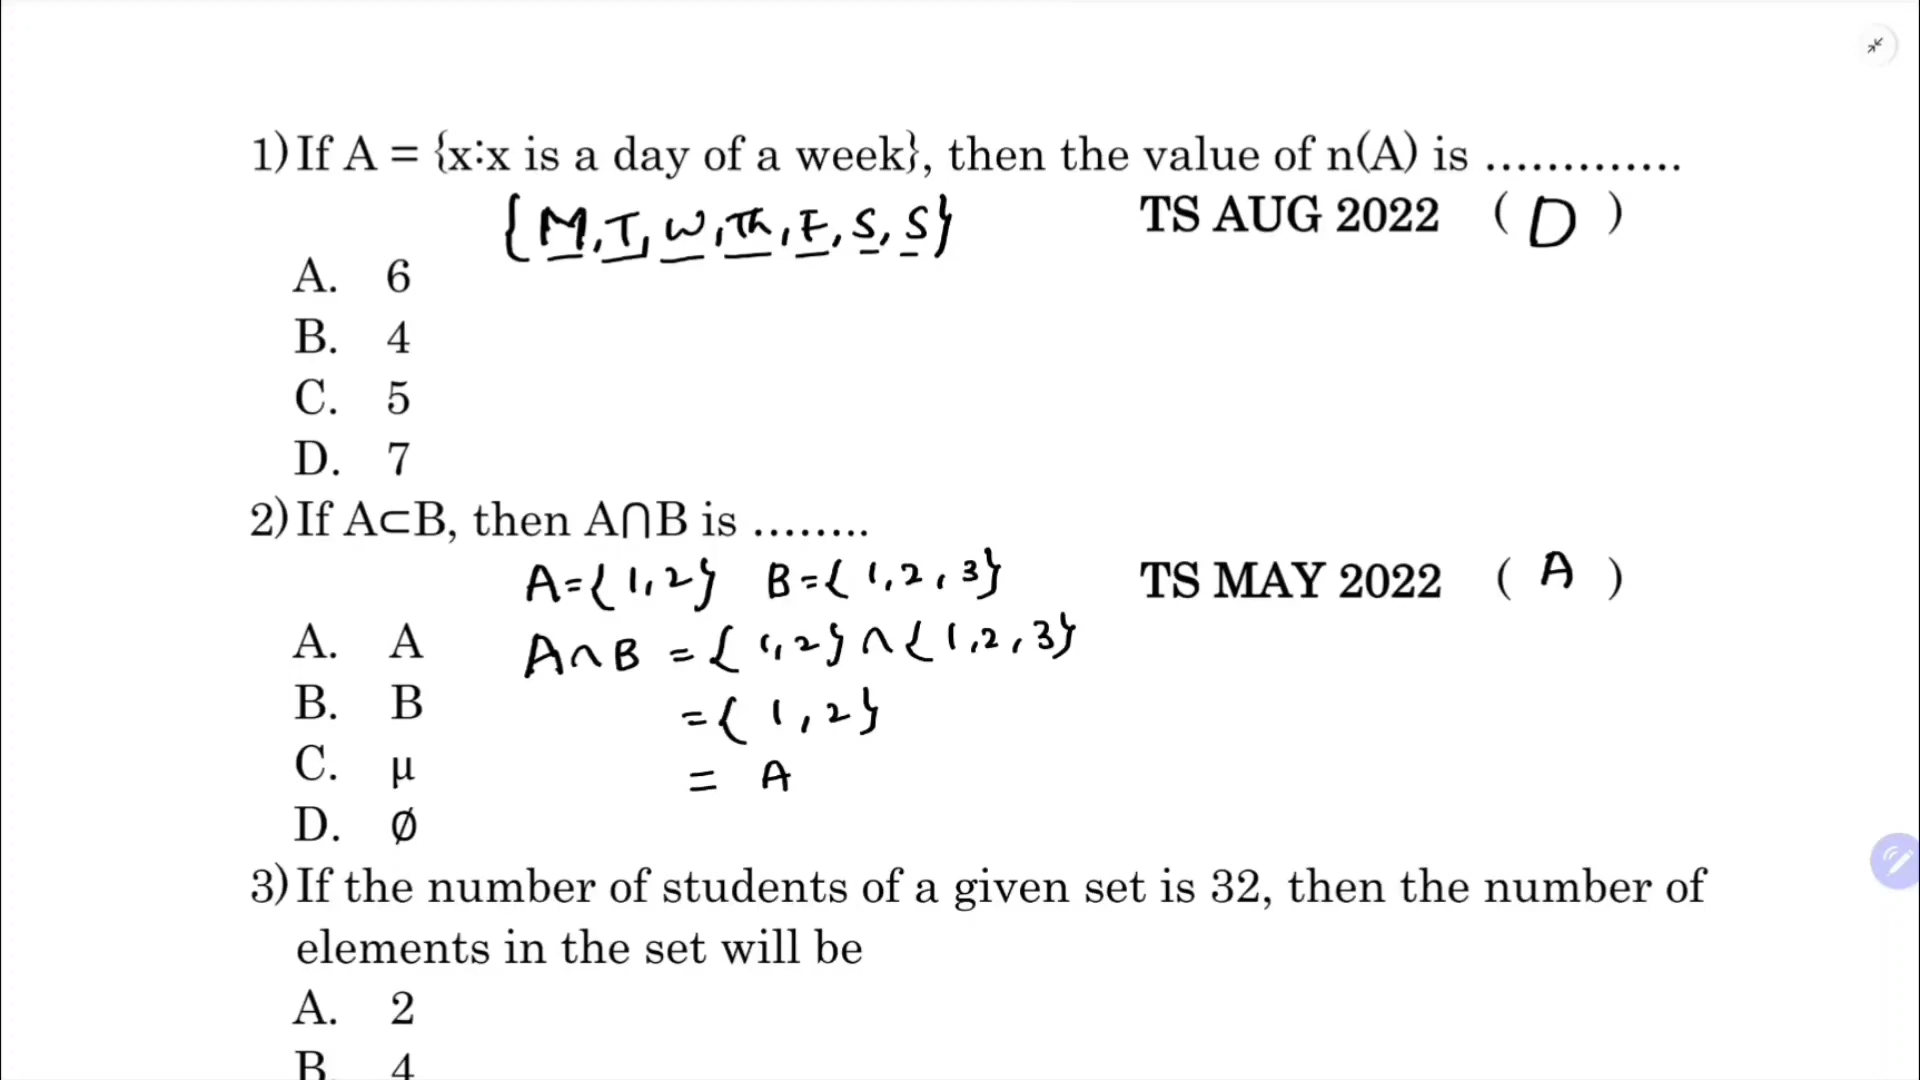 1) If A = {x:x is a day of a week}, then the value of n(A) is .............
{M, T, W, Th, F, S, S} TS AUG 2022 ( D )
A. 6
B. 4
C. 5
D. 7
2) If A⊂B, then A∩B is ........
A={1,2} B={1,2,3} TS MAY 2022 ( A )
A. A A∩B = {1,2}∩{1,2,3}
B. B ={1,2}
C. μ = A
D. ∅
3) If the number of students of a given set is 32, then the number of
elements in the set will be
A. 2
B. 4